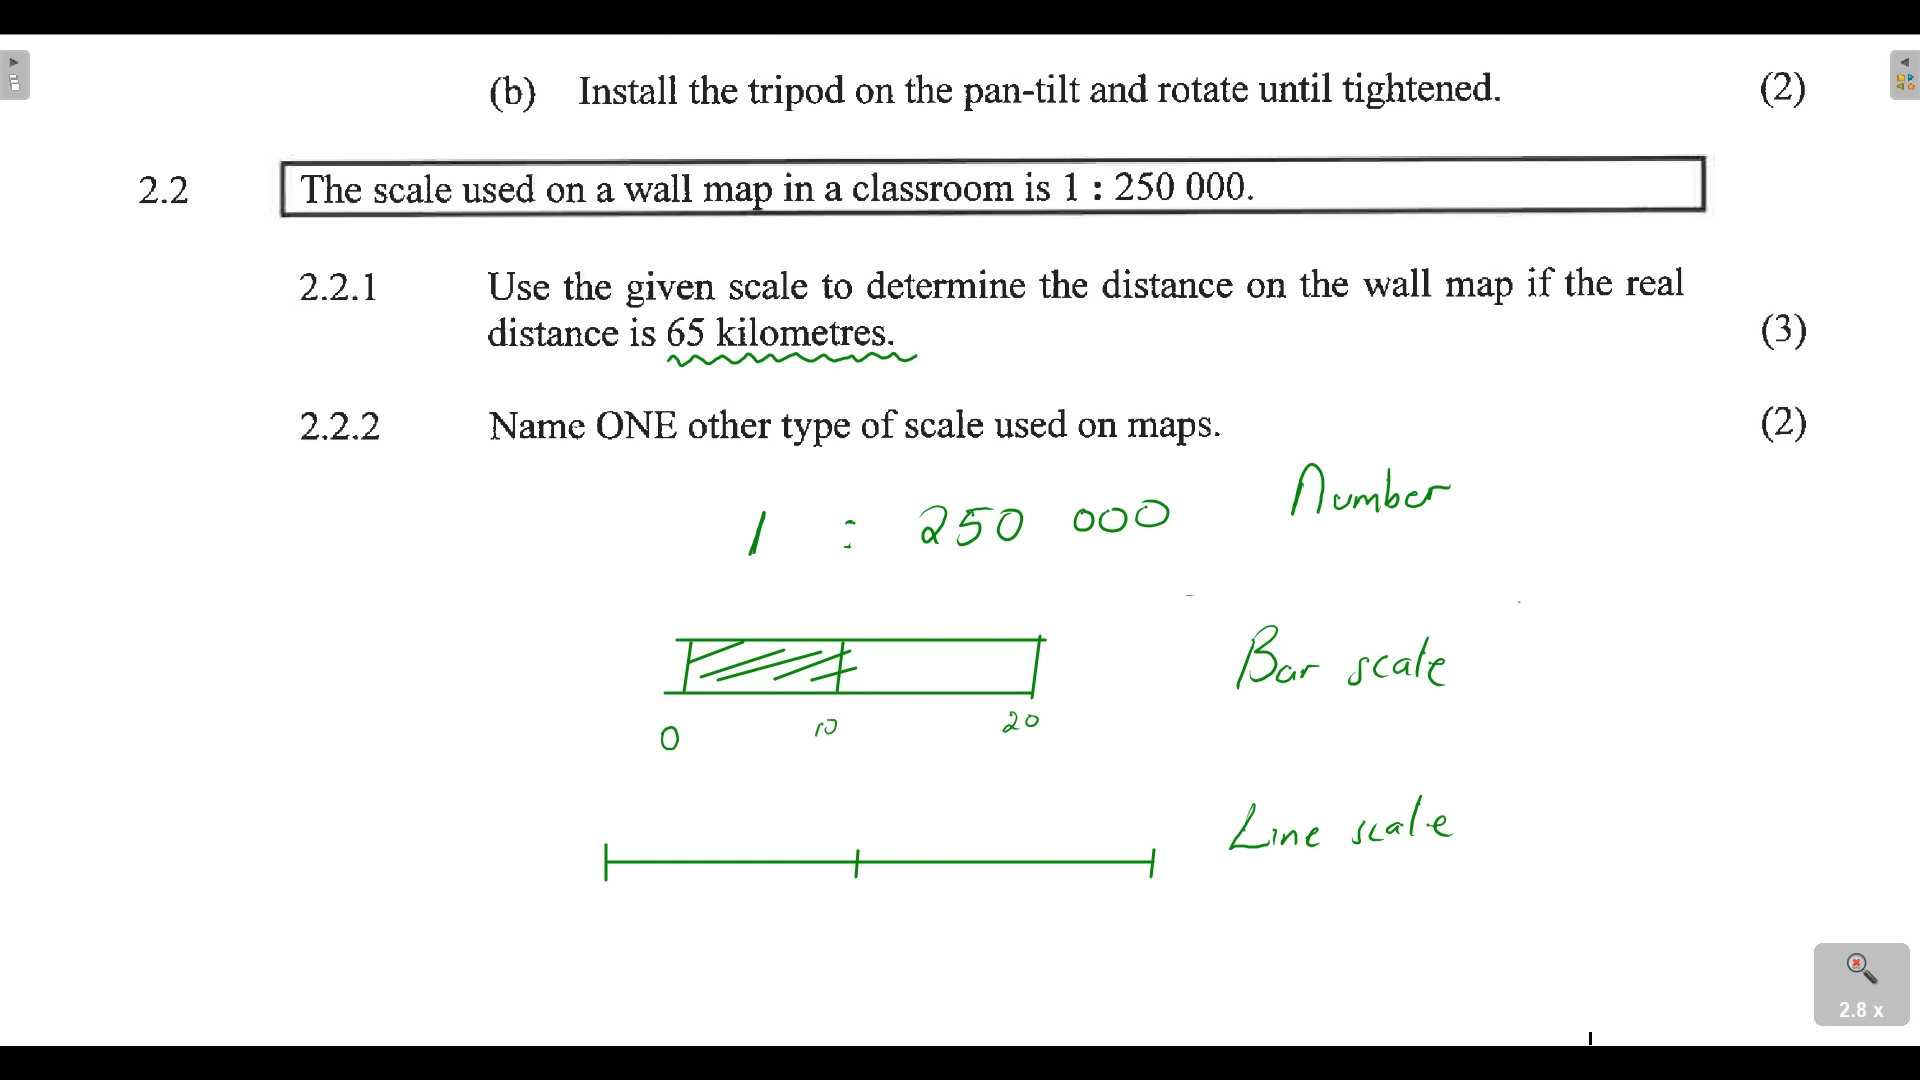 (b) Install the tripod on the pan-tilt and rotate until tightened. (2)
2.2 The scale used on a wall map in a classroom is 1 : 250 000.
2.2.1 Use the given scale to determine the distance on the wall map if the real
distance is 65 kilometres. (3)
2.2.2 Name ONE other type of scale used on maps. (2)
1 : 250 000 Number
Bar scale
0 10 20
Line scale
2.8 x